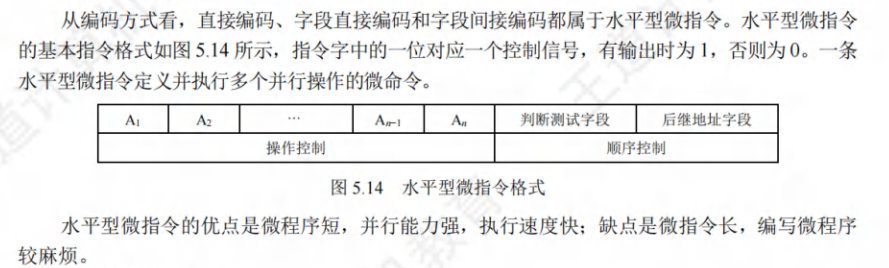 从编码方式看，直接编码、字段直接编码和字段间接编码都属于水平型微指令。水平型微指令
的基本指令格式如图 5.14 所示，指令字中的一位对应一个控制信号，有输出时为 1，否则为 0。一条
水平型微指令定义并执行多个并行操作的微命令。
A₁ A₂ … Aₙ₋₁ Aₙ 判断测试字段 后继地址字段
操作控制 顺序控制
图 5.14 水平型微指令格式
水平型微指令的优点是微程序短，并行能力强，执行速度快；缺点是微指令长，编写微程序
较麻烦。